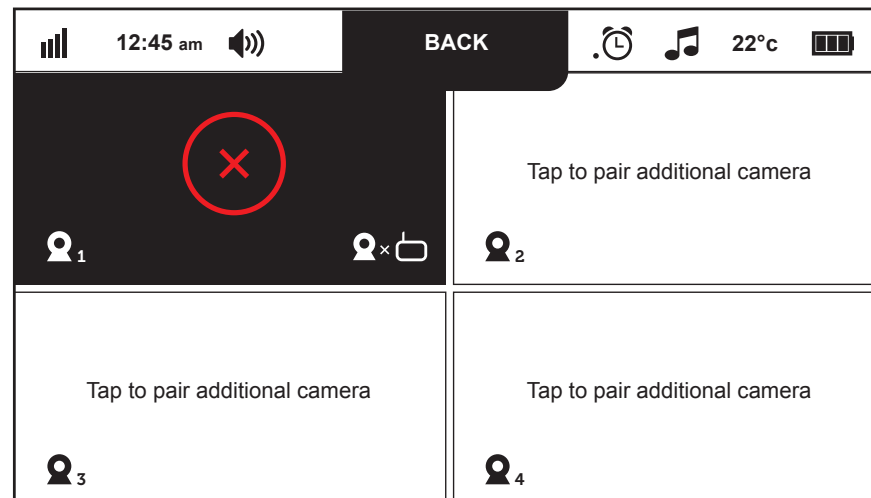 12:45 am BACK 22°c
Tap to pair additional camera
1
2
Tap to pair additional camera
Tap to pair additional camera
3
4